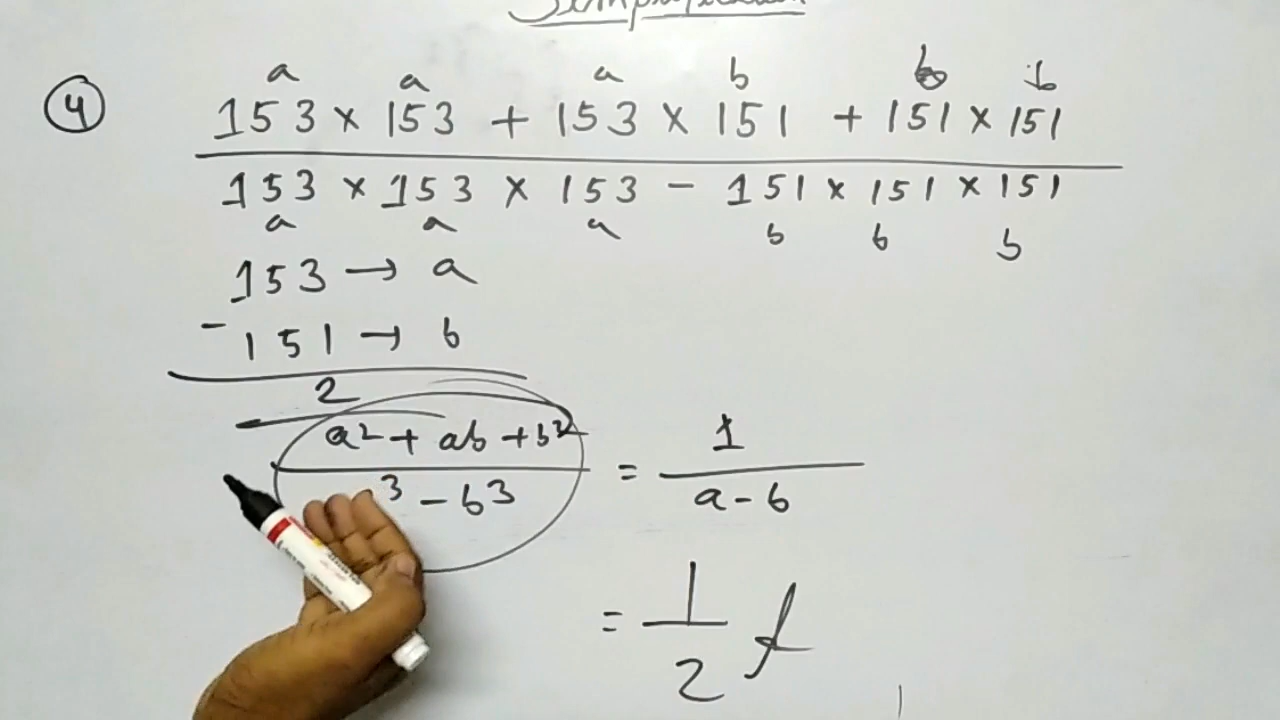 Simplification
a a a b b b
④ 153 × 153 + 153 × 151 + 151 × 151
153 × 153 × 153 - 151 × 151 × 151
a a a b b b
153 → a
- 151 → b
2
a² + ab + b² = 1
³ - b³ a - b
= 1
2